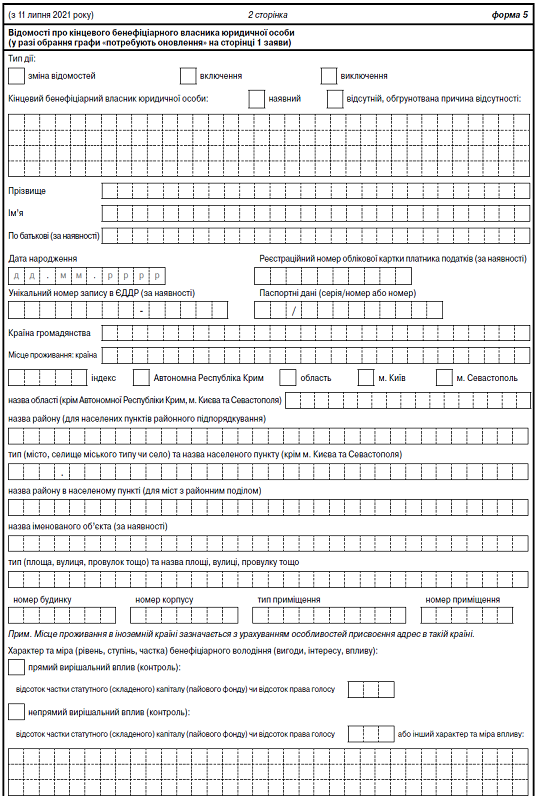 (з 11 липня 2021 року) 2 сторінка форма 5
Відомості про кінцевого бенефіціарного власника юридичної особи
(у разі обрання графи «потребують оновлення» на сторінці 1 заяви)
Тип дії:
зміна відомостей включення виключення
Кінцевий бенефіціарний власник юридичної особи: наявний відсутній, обгрунтована причина відсутності:
Прізвище
Ім'я
По батькові (за наявності)
Дата народження Реєстраційний номер облікової картки платника податків (за наявності)
д д . м м . р р р р
Унікальний номер запису в ЄДДР (за наявності) Паспортні дані (серія/номер або номер)
- /
Країна громадянства
Місце проживання: країна
індекс Автономна Республіка Крим область м. Київ м. Севастополь
назва області (крім Автономної Республіки Крим, м. Києва та Севастополя)
назва району (для населених пунктів районного підпорядкування)
тип (місто, селище міського типу чи село) та назва населеного пункту (крім м. Києва та Севастополя)
.
назва району в населеному пункті (для міст з районним поділом)
назва іменованого об'єкта (за наявності)
тип (площа, вулиця, провулок тощо) та назва площі, вулиці, провулку тощо
номер будинку номер корпусу тип приміщення номер приміщення
Прим. Місце проживання в іноземній країні зазначається з урахуванням особливостей присвоєння адрес в такій країні.
Характер та міра (рівень, ступінь, частка) бенефіціарного володіння (вигоди, інтересу, впливу):
прямий вирішальний вплив (контроль):
відсоток частки статутного (складеного) капіталу (пайового фонду) чи відсоток права голосу
непрямий вирішальний вплив (контроль):
відсоток частки статутного (складеного) капіталу (пайового фонду) чи відсоток права голосу або інший характер та міра впливу: